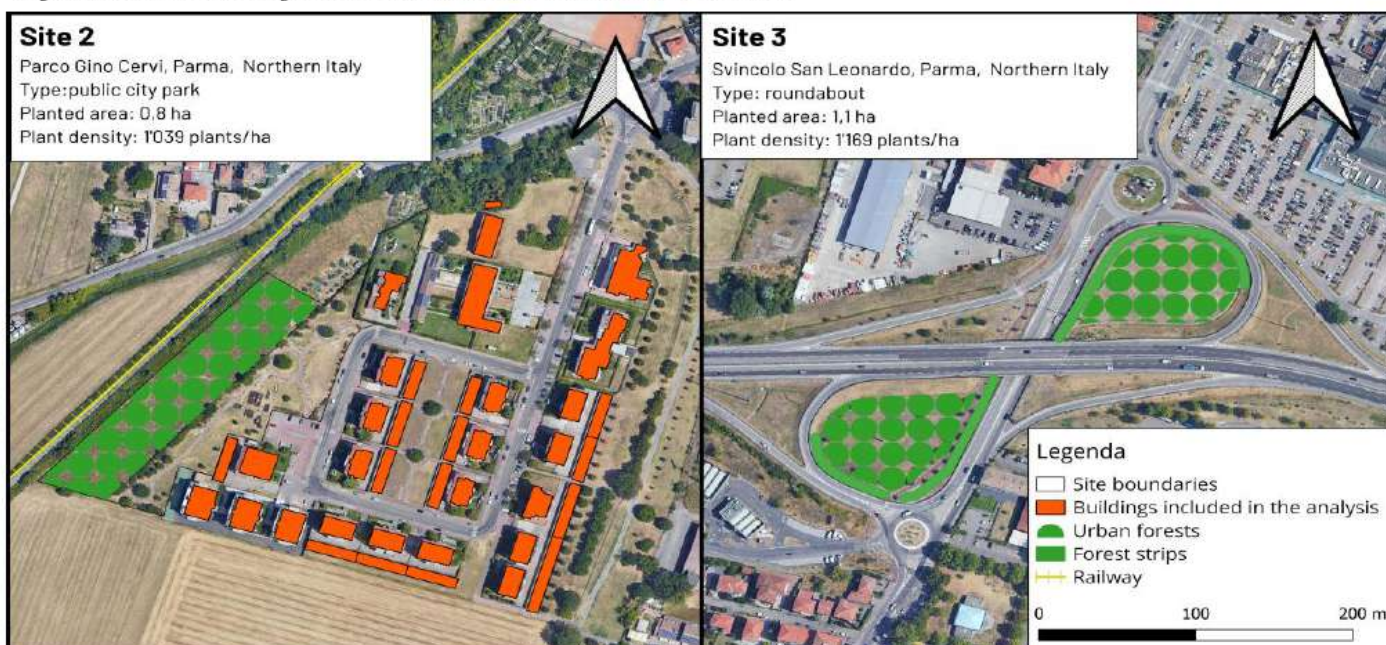 Site 2
Parco Gino Cervi, Parma, Northern Italy
Type:public city park
Planted area: 0,8 ha
Plant density: 1'039 plants/ha
Site 3
Svincolo San Leonardo, Parma, Northern Italy
Type: roundabout
Planted area: 1,1 ha
Plant density: 1'169 plants/ha
Legenda
Site boundaries
Buildings included in the analysis
Urban forests
Forest strips
Railway
0 100 200 m